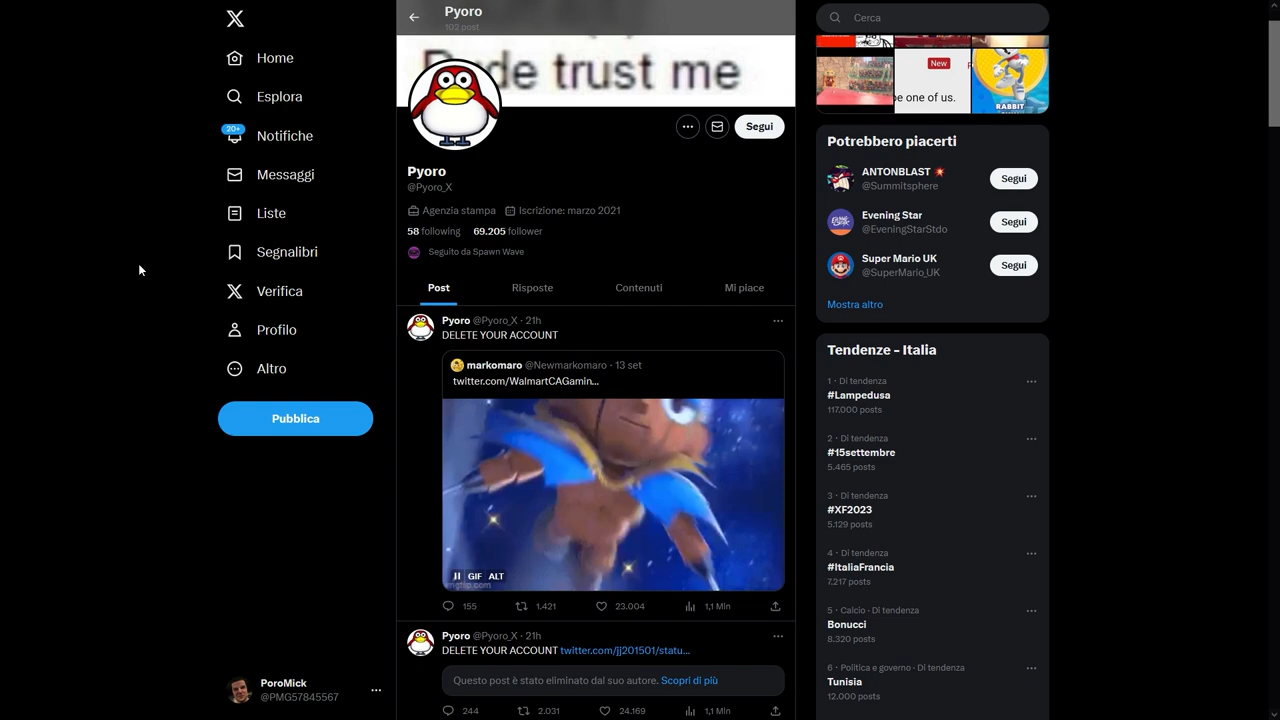 Home
Esplora
20+
Notifiche
Messaggi
Liste
Segnalibri
Verifica
Profilo
Altro
Pubblica
PoroMick
@PMG57845567
Pyoro
102 post
trust me
Segui
Pyoro
@Pyoro_X
Agenzia stampa Iscrizione: marzo 2021
58 following 69.205 follower
Seguito da Spawn Wave
Post Risposte Contenuti Mi piace
Pyoro @Pyoro_X · 21h
DELETE YOUR ACCOUNT
markomaro @Newmarkomaro · 13 set
twitter.com/WalmartCAGamin…
GIF ALT
imgflip.com
155 1.421 23.004 1,1 Mln
Pyoro @Pyoro_X · 21h
DELETE YOUR ACCOUNT twitter.com/jj201501/statu…
Questo post è stato eliminato dal suo autore. Scopri di più
244 2.031 24.169 1,1 Mln
Cerca
New
be one of us.
RABBIT
Potrebbero piacerti
ANTONBLAST
@Summitsphere
Segui
Evening Star
@EveningStarStdo
Segui
Super Mario UK
@SuperMario_UK
Segui
Mostra altro
Tendenze - Italia
1 · Di tendenza
#Lampedusa
117.000 posts
2 · Di tendenza
#15settembre
5.465 posts
3 · Di tendenza
#XF2023
5.129 posts
4 · Di tendenza
#ItaliaFrancia
7.217 posts
5 · Calcio · Di tendenza
Bonucci
8.320 posts
6 · Politica e governo · Di tendenza
Tunisia
12.000 posts